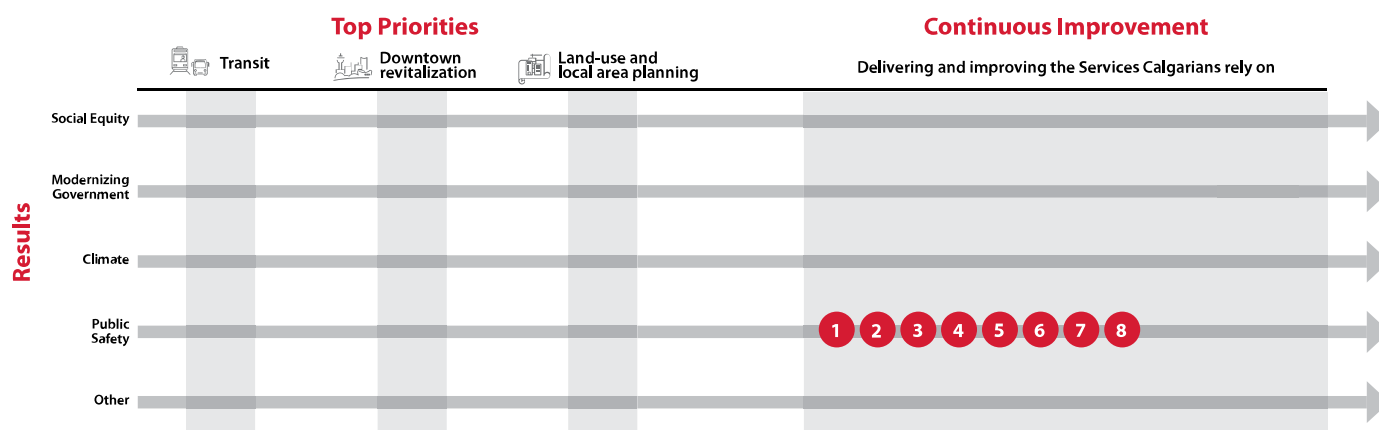 Top Priorities
Continuous Improvement
Transit
Downtown
revitalization
Land-use and
local area planning
Delivering and improving the Services Calgarians rely on
Results
Social Equity
Modernizing
Government
Climate
Public
Safety
1 2 3 4 5 6 7 8
Other